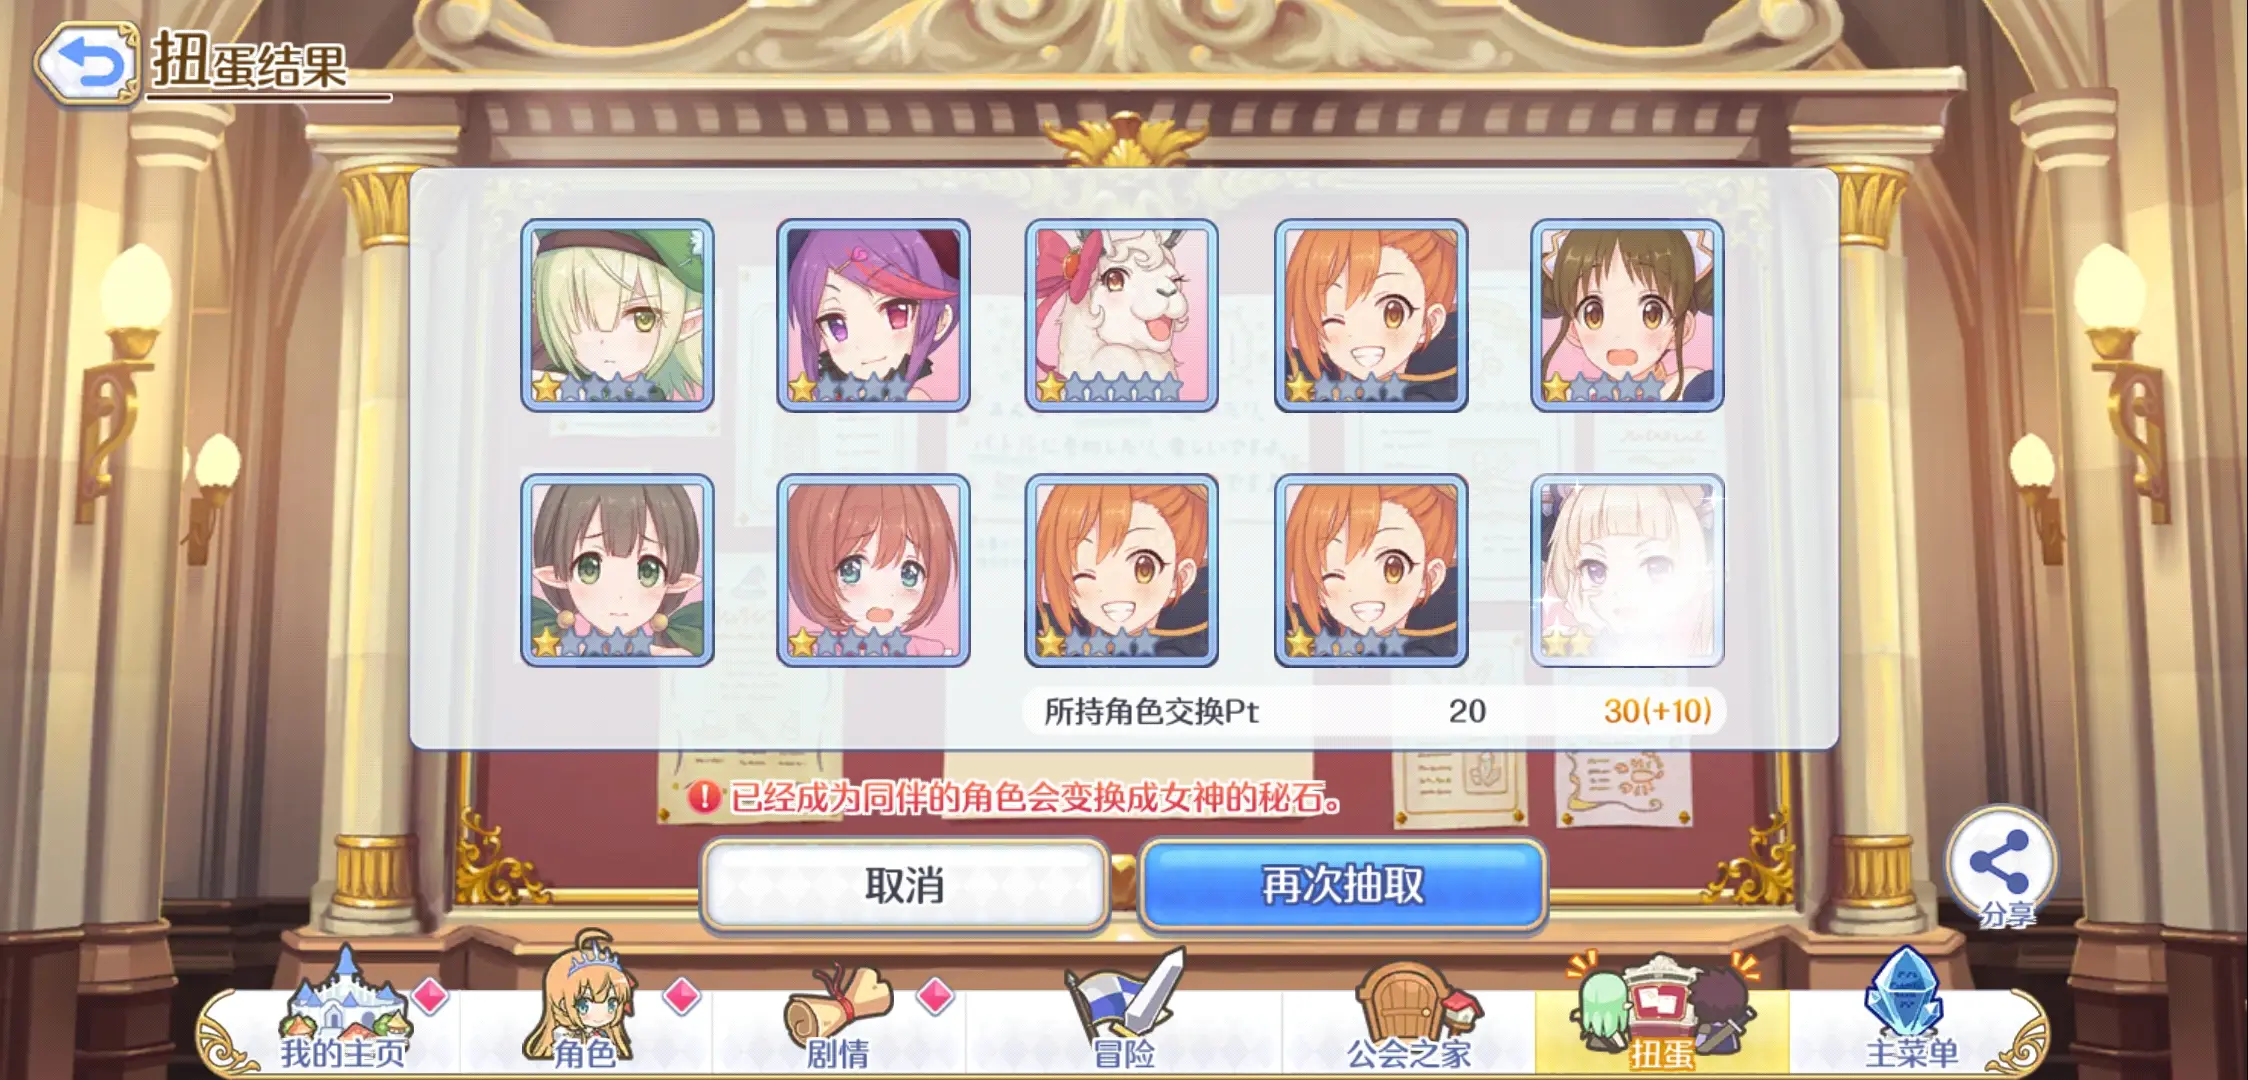 扭蛋结果
所持角色交换Pt 20 30(+10)
已经成为同伴的角色会变换成女神的秘石。
取消
再次抽取
分享
我的主页
角色
剧情
冒险
公会之家
扭蛋
主菜单